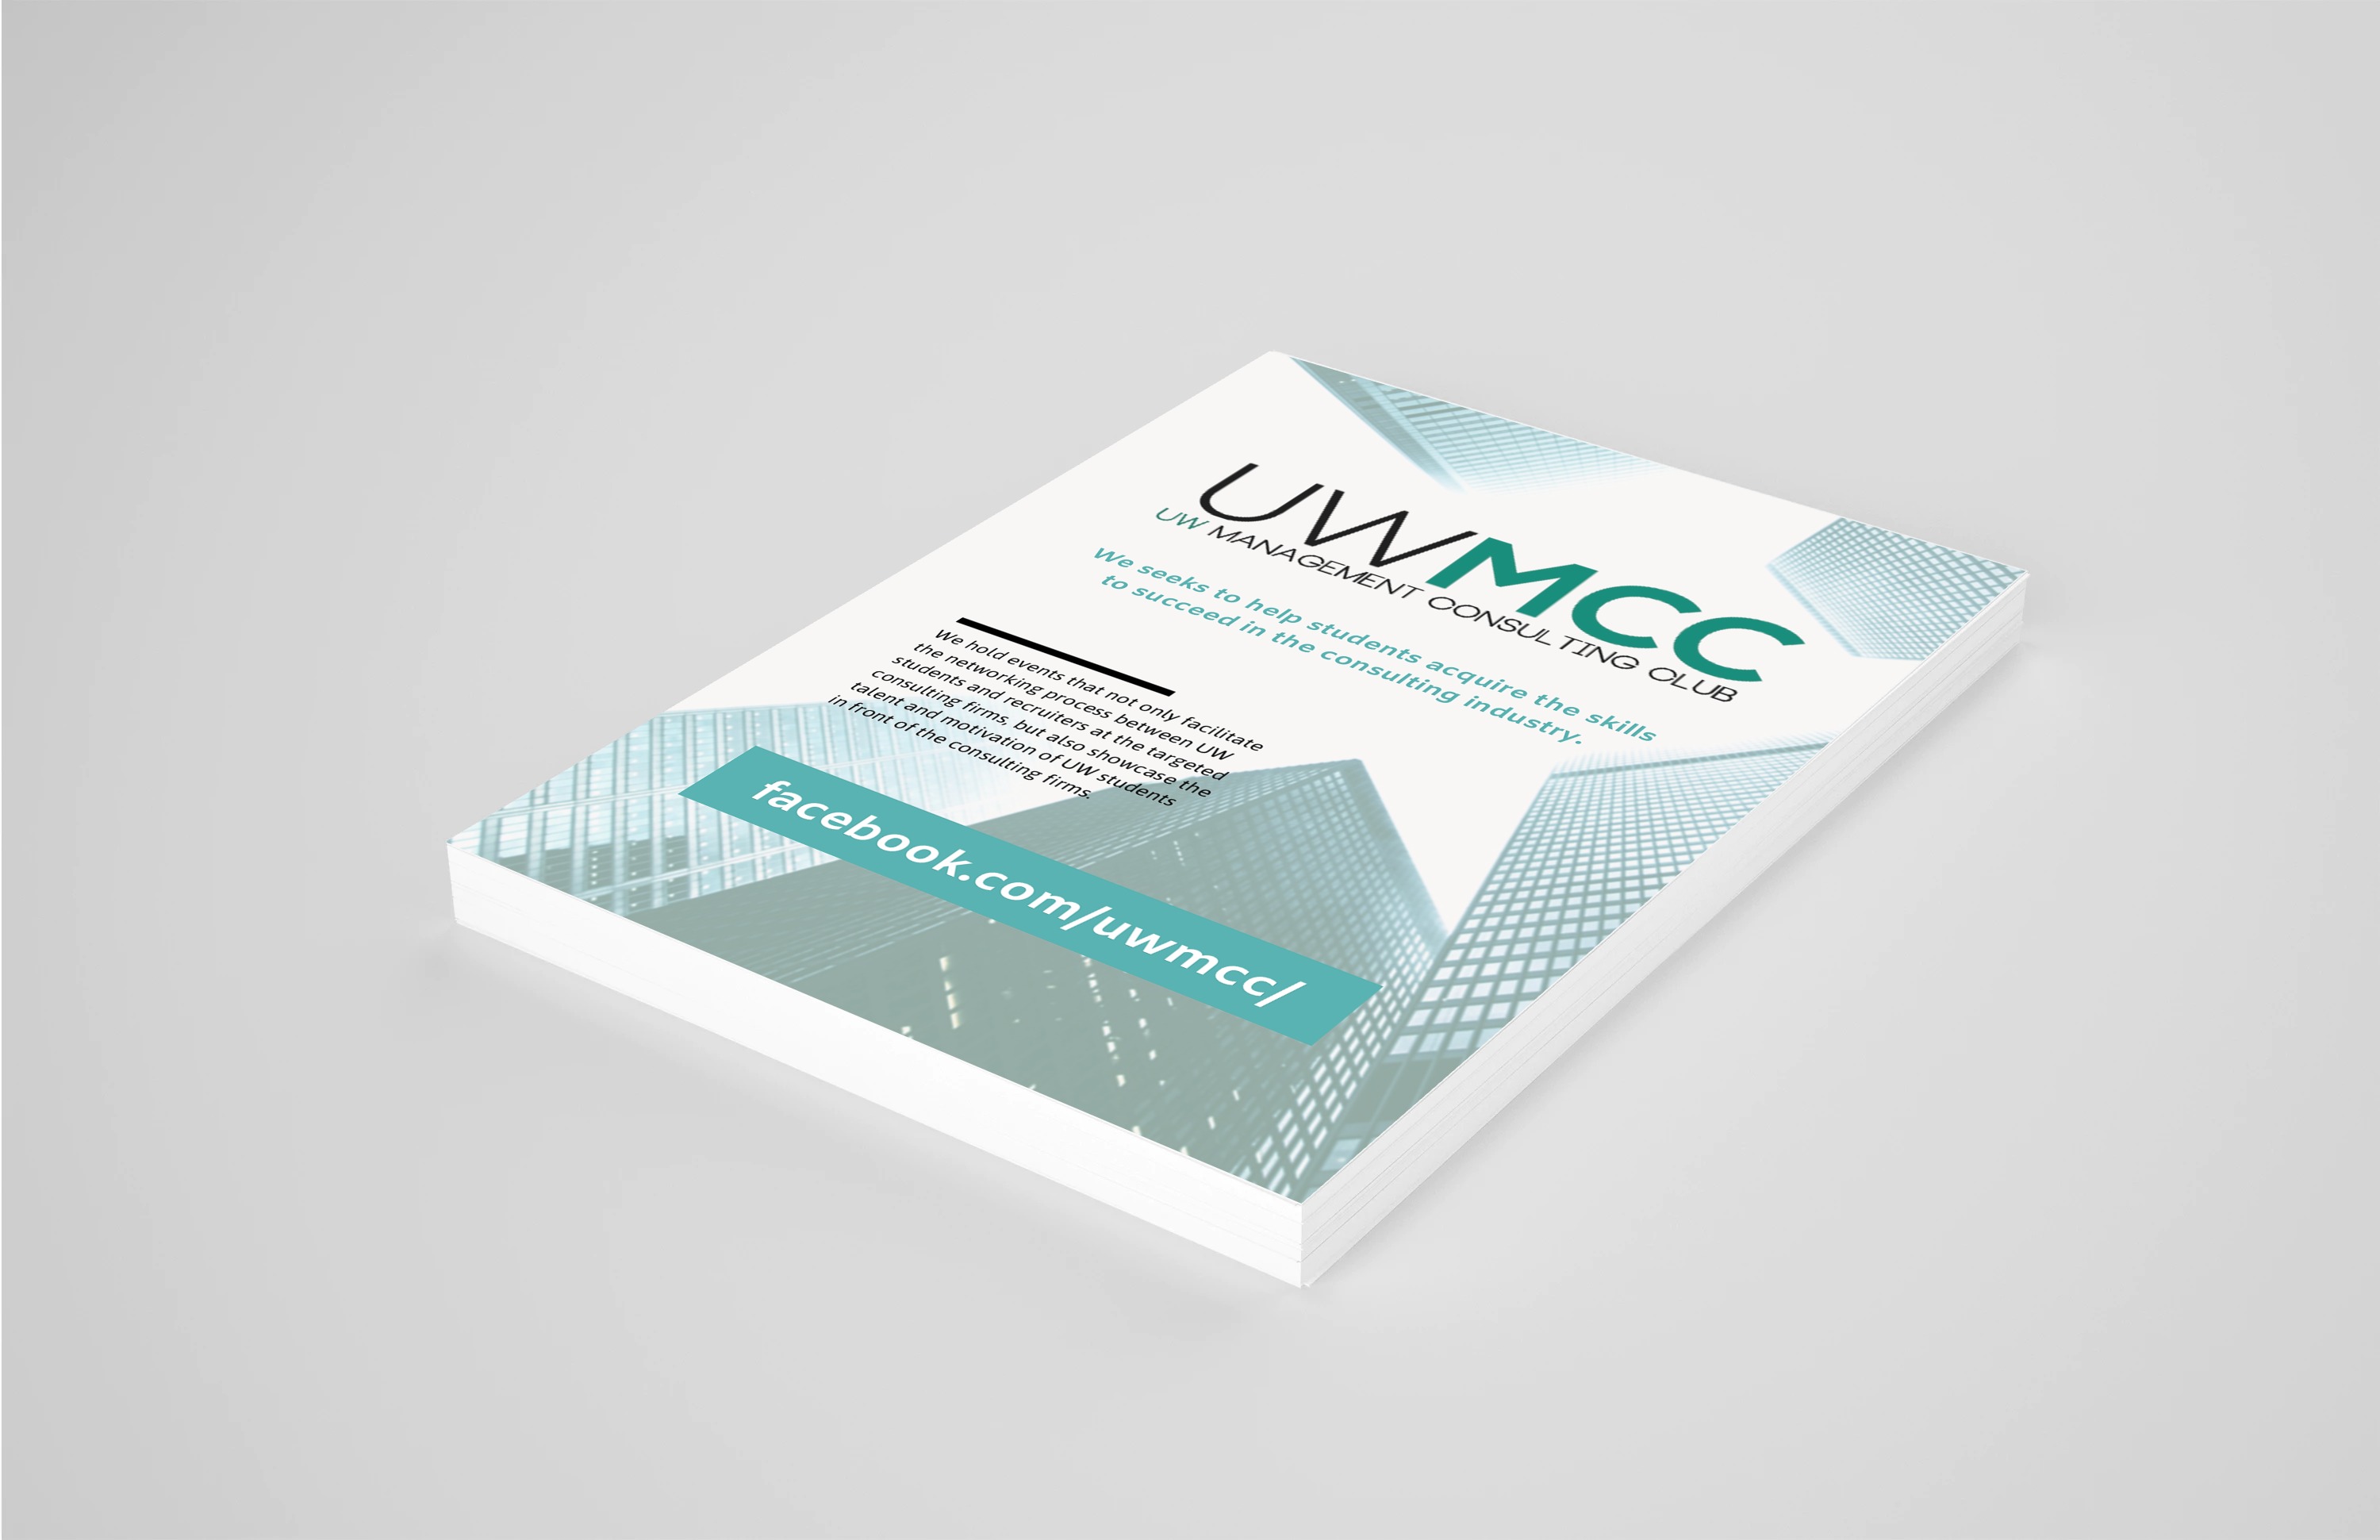 UWMCC
UW MANAGEMENT CONSULTING CLUB
We seeks to help students acquire the skills
to succeed in the consulting industry.
We hold events that not only facilitate
the networking process between UW
students and recruiters at the targeted
consulting firms, but also showcase the
talent and motivation of UW students
in front of the consulting firms.
facebook.com/uwmcc/